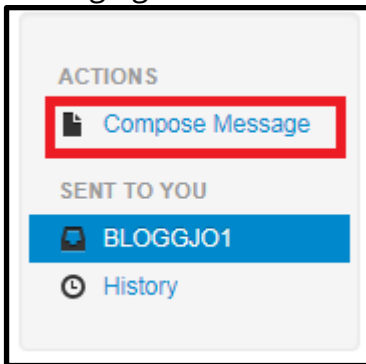 ACTIONS
Compose Message
SENT TO YOU
BLOGGJO1
History